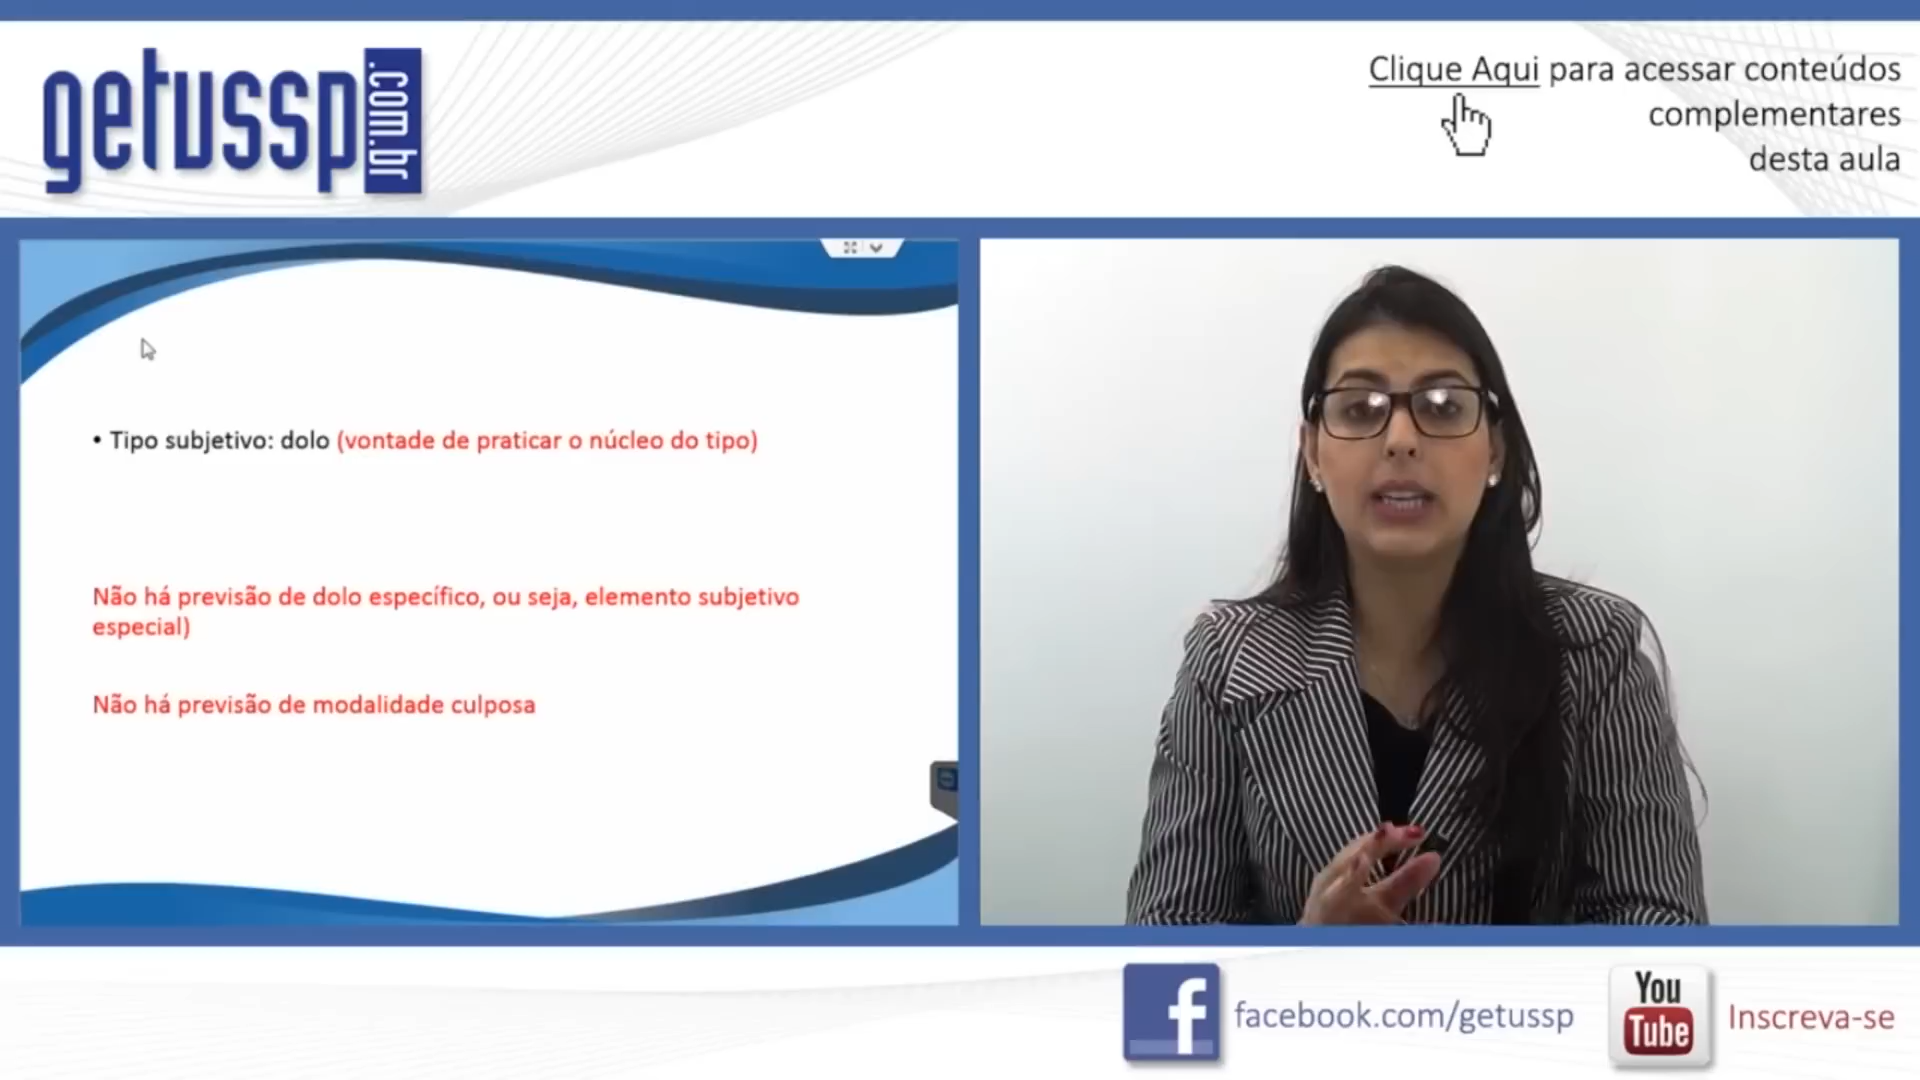 getussp.com.br
Clique Aqui para acessar conteúdos
complementares
desta aula
• Tipo subjetivo: dolo (vontade de praticar o núcleo do tipo)
Não há previsão de dolo específico, ou seja, elemento subjetivo
especial)
Não há previsão de modalidade culposa
facebook.com/getussp
You
Tube
Inscreva-se